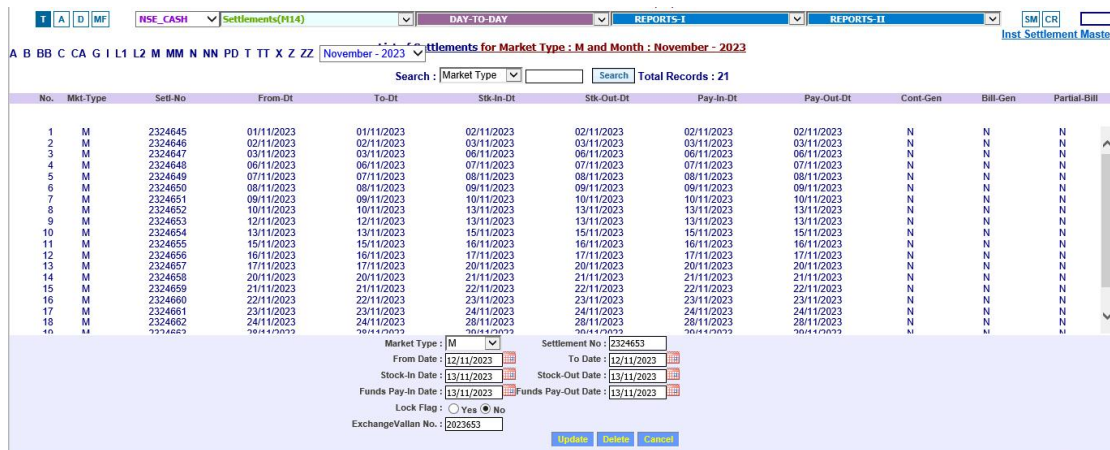 T A D MF NSE_CASH Settlements(M14) DAY-TO-DAY REPORTS-I REPORTS-II SM CR
Inst Settlement Maste
A B BB C CA G I L1 L2 M MM N NN PD T TT X Z ZZ November - 2023 List of Settlements for Market Type : M and Month : November - 2023
Search : Market Type Search Total Records : 21
No. Mkt-Type Setl-No From-Dt To-Dt Stk-In-Dt Stk-Out-Dt Pay-In-Dt Pay-Out-Dt Cont-Gen Bill-Gen Partial-Bill
1 M 2324645 01/11/2023 01/11/2023 02/11/2023 02/11/2023 02/11/2023 02/11/2023 N N N
2 M 2324646 02/11/2023 02/11/2023 03/11/2023 03/11/2023 03/11/2023 03/11/2023 N N N
3 M 2324647 03/11/2023 03/11/2023 06/11/2023 06/11/2023 06/11/2023 06/11/2023 N N N
4 M 2324648 06/11/2023 06/11/2023 07/11/2023 07/11/2023 07/11/2023 07/11/2023 N N N
5 M 2324649 07/11/2023 07/11/2023 08/11/2023 08/11/2023 08/11/2023 08/11/2023 N N N
6 M 2324650 08/11/2023 08/11/2023 09/11/2023 09/11/2023 09/11/2023 09/11/2023 N N N
7 M 2324651 09/11/2023 09/11/2023 10/11/2023 10/11/2023 10/11/2023 10/11/2023 N N N
8 M 2324652 10/11/2023 10/11/2023 13/11/2023 13/11/2023 13/11/2023 13/11/2023 N N N
9 M 2324653 12/11/2023 12/11/2023 13/11/2023 13/11/2023 13/11/2023 13/11/2023 N N N
10 M 2324654 13/11/2023 13/11/2023 15/11/2023 15/11/2023 15/11/2023 15/11/2023 N N N
11 M 2324655 15/11/2023 15/11/2023 16/11/2023 16/11/2023 16/11/2023 16/11/2023 N N N
12 M 2324656 16/11/2023 16/11/2023 17/11/2023 17/11/2023 17/11/2023 17/11/2023 N N N
13 M 2324657 17/11/2023 17/11/2023 20/11/2023 20/11/2023 20/11/2023 20/11/2023 N N N
14 M 2324658 20/11/2023 20/11/2023 21/11/2023 21/11/2023 21/11/2023 21/11/2023 N N N
15 M 2324659 21/11/2023 21/11/2023 22/11/2023 22/11/2023 22/11/2023 22/11/2023 N N N
16 M 2324660 22/11/2023 22/11/2023 23/11/2023 23/11/2023 23/11/2023 23/11/2023 N N N
17 M 2324661 23/11/2023 23/11/2023 24/11/2023 24/11/2023 24/11/2023 24/11/2023 N N N
18 M 2324662 24/11/2023 24/11/2023 28/11/2023 28/11/2023 28/11/2023 28/11/2023 N N N
19 M 2324663 28/11/2023 28/11/2023 29/11/2023 29/11/2023 29/11/2023 29/11/2023 N N N
Market Type : M Settlement No : 2324653
From Date : 12/11/2023 To Date : 12/11/2023
Stock-In Date : 13/11/2023 Stock-Out Date : 13/11/2023
Funds Pay-In Date : 13/11/2023 Funds Pay-Out Date : 13/11/2023
Lock Flag : Yes No
ExchangeVallan No. : 2023653
Update Delete Cancel